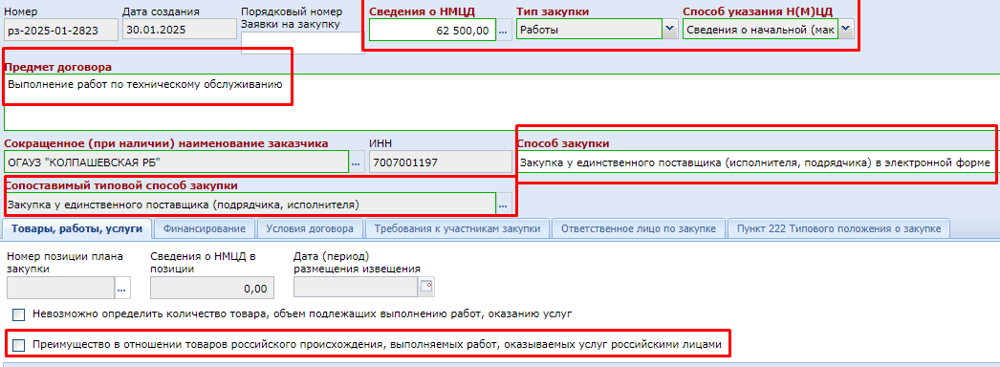 Номер
Дата создания
Порядковый номер
Заявки на закупку
Сведения о НМЦД
Тип закупки
Способ указания Н(М)ЦД
рз-2025-01-2823
30.01.2025
62 500,00
...
Работы
Сведения о начальной (мак
Предмет договора
Выполнение работ по техническому обслуживанию
Сокращенное (при наличии) наименование заказчика
ИНН
Способ закупки
ОГАУЗ "КОЛПАШЕВСКАЯ РБ"
...
7007001197
Закупка у единственного поставщика (исполнителя, подрядчика) в электронной форме
Сопоставимый типовой способ закупки
Закупка у единственного поставщика (подрядчика, исполнителя)
...
Товары, работы, услуги
Финансирование
Условия договора
Требования к участникам закупки
Ответственное лицо по закупке
Пункт 222 Типового положения о закупке
Номер позиции плана
закупки
Сведения о НМЦД в
позиции
Дата (период)
размещения извещения
...
0,00
Невозможно определить количество товара, объем подлежащих выполнению работ, оказанию услуг
Преимущество в отношении товаров российского происхождения, выполняемых работ, оказываемых услуг российскими лицами